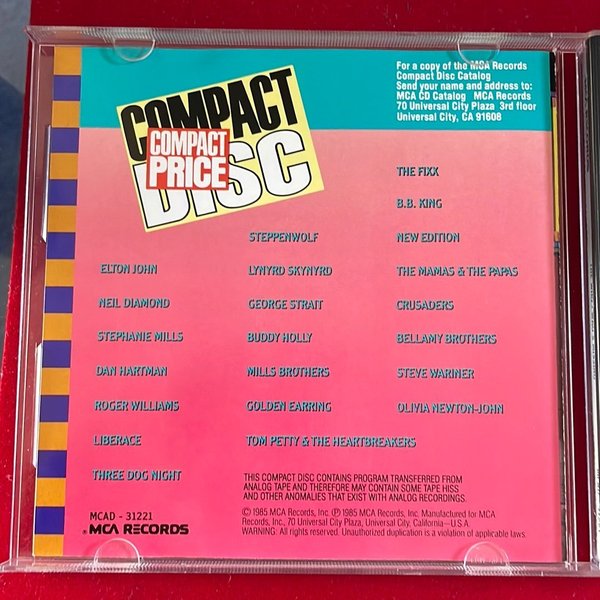 For a copy of the MCA Records
Compact Disc Catalog
Send your name and address to:
MCA CD Catalog MCA Records
70 Universal City Plaza 3rd floor
Universal City, CA 91608
COMPACT
COMPACT
PRICE
DISC
THE FIXX
B.B. KING
STEPPENWOLF NEW EDITION
ELTON JOHN LYNYRD SKYNYRD THE MAMAS & THE PAPAS
NEIL DIAMOND GEORGE STRAIT CRUSADERS
STEPHANIE MILLS BUDDY HOLLY BELLAMY BROTHERS
DAN HARTMAN MILLS BROTHERS STEVE WARINER
ROGER WILLIAMS GOLDEN EARRING OLIVIA NEWTON-JOHN
LIBERACE TOM PETTY & THE HEARTBREAKERS
THREE DOG NIGHT
THIS COMPACT DISC CONTAINS PROGRAM TRANSFERRED FROM
ANALOG TAPE AND THEREFORE MAY CONTAIN SOME TAPE HISS
AND OTHER ANOMALIES THAT EXIST WITH ANALOG RECORDINGS.
MCAD - 31221
MCA RECORDS
© 1985 MCA Records, Inc. ℗ 1985 MCA Records, Inc. Manufactured for MCA
Records, Inc., 70 Universal City Plaza, Universal City, California—U.S.A.
WARNING: All rights reserved. Unauthorized duplication is a violation of applicable laws.